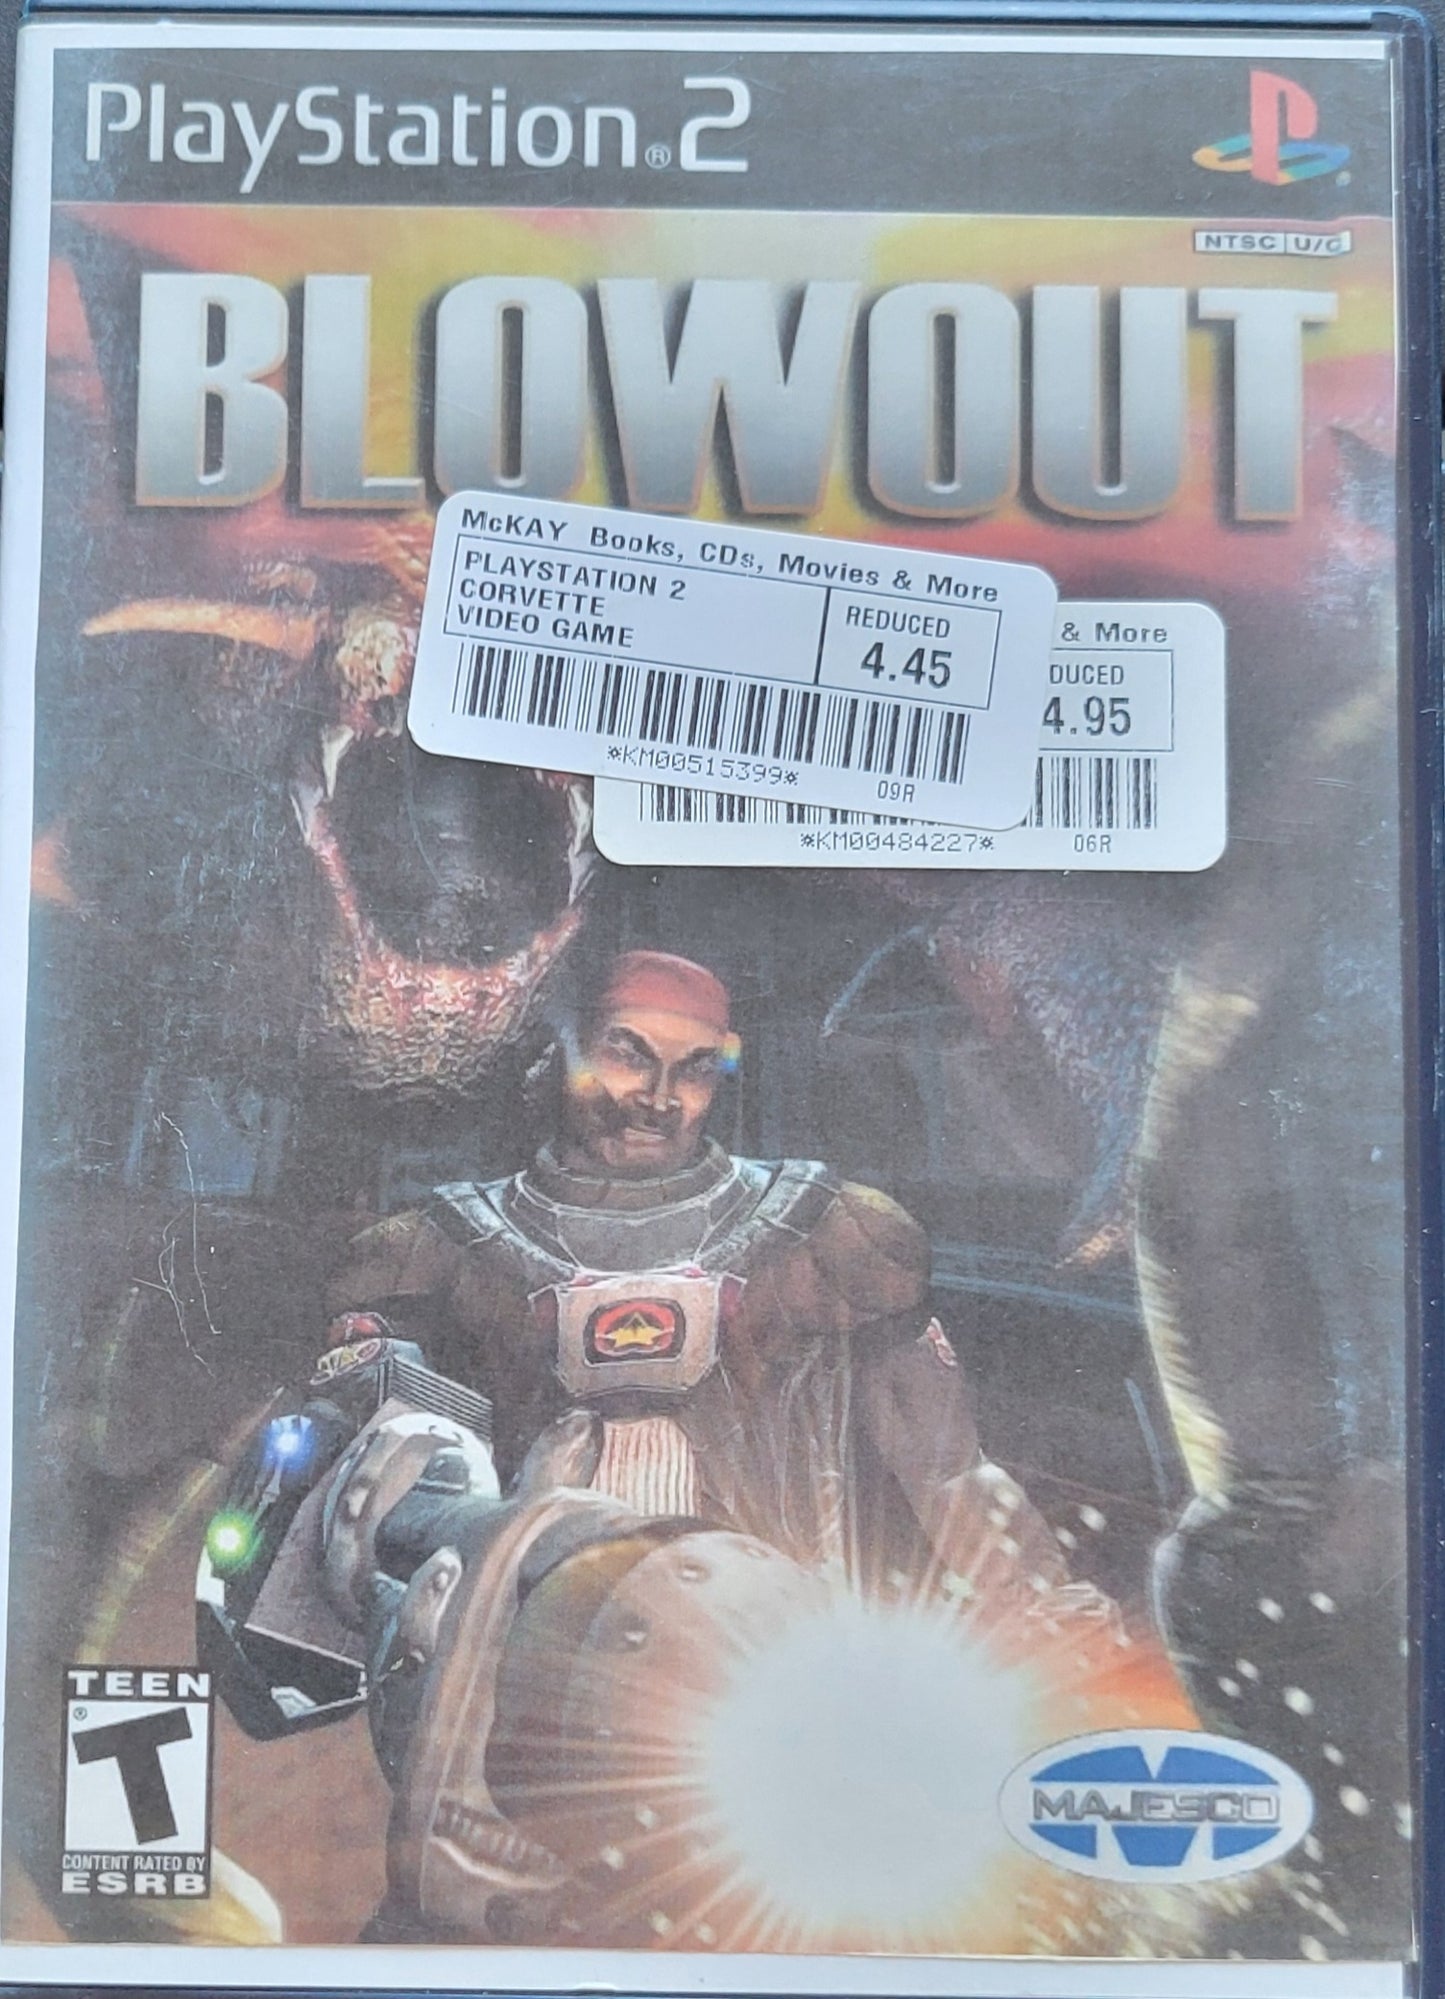 PlayStation®2
NTSC U/C
BLOWOUT
McKAY Books, CDs, Movies & More
PLAYSTATION 2
CORVETTE
VIDEO GAME
REDUCED
4.45
*KM00515399*
09R
& More
DUCED
4.95
*KM00484227*
06R
TEEN
T
®
CONTENT RATED BY
ESRB
MAJESCO